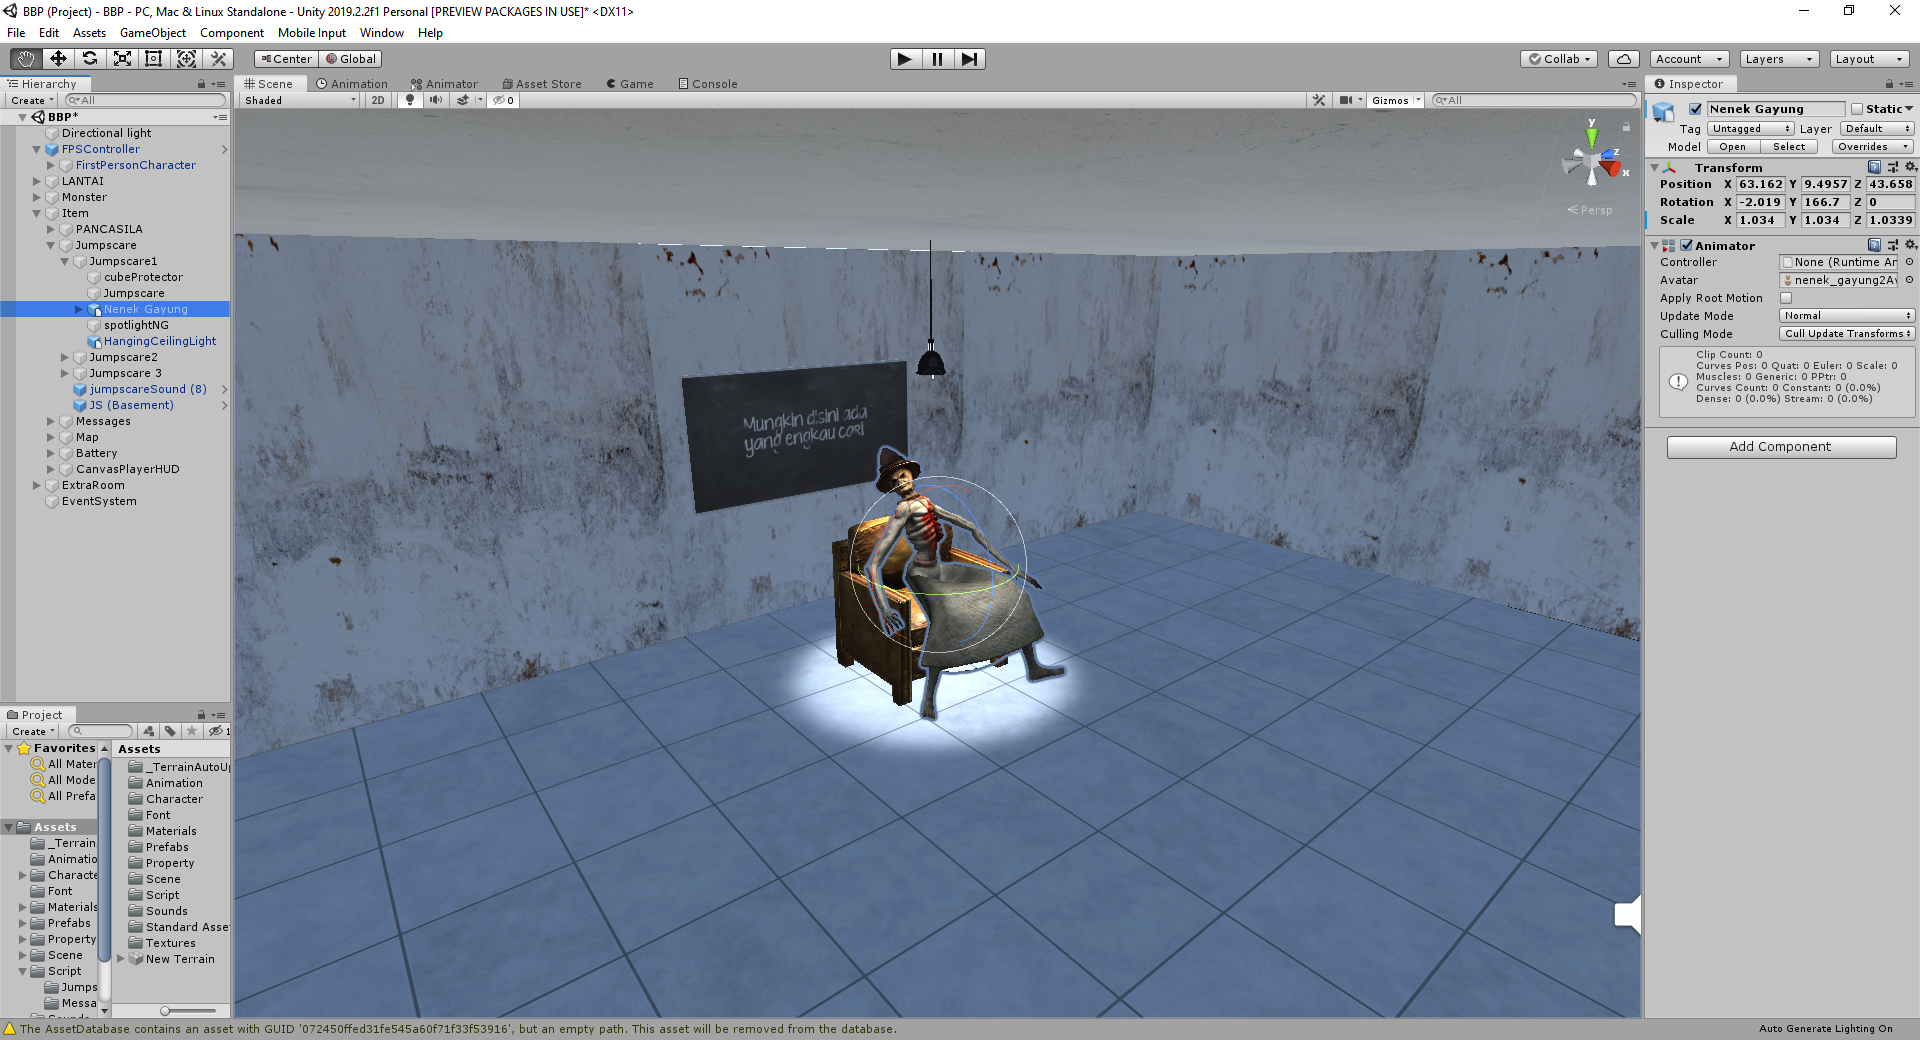 BBP (Project) - BBP - PC, Mac & Linux Standalone - Unity 2019.2.2f1 Personal [PREVIEW PACKAGES IN USE]* <DX11>
File Edit Assets GameObject Component Mobile Input Window Help
Center Global
Collab Account Layers Layout
Hierarchy
Create All
BBP*
Directional light
FPSController
FirstPersonCharacter
LANTAI
Monster
Item
PANCASILA
Jumpscare
Jumpscare1
cubeProtector
Jumpscare
Nenek Gayung
spotlightNG
HangingCeilingLight
Jumpscare2
Jumpscare 3
jumpscareSound (8)
JS (Basement)
Messages
Map
Battery
CanvasPlayerHUD
ExtraRoom
EventSystem
Scene Animation Animator Asset Store Game Console
Shaded 2D 0 Gizmos All
y
z
x
Persp
Mungkin disini ada
yang engkau cari
Inspector
Nenek Gayung Static
Tag Untagged Layer Default
Model Open Select Overrides
Transform
Position X 63.162 Y 9.4957 Z 43.658
Rotation X -2.019 Y 166.7 Z 0
Scale X 1.034 Y 1.034 Z 1.0339
Animator
Controller None (Runtime An
Avatar nenek_gayung2Av
Apply Root Motion
Update Mode Normal
Culling Mode Cull Update Transforms
Clip Count: 0
Curves Pos: 0 Quat: 0 Euler: 0 Scale: 0
Muscles: 0 Generic: 0 PPtr: 0
Curves Count: 0 Constant: 0 (0.0%)
Dense: 0 (0.0%) Stream: 0 (0.0%)
Add Component
Project
Create 1
Favorites
All Mater
All Mode
All Prefa
Assets
_Terrain
Animatio
Characte
Font
Materials
Prefabs
Property
Scene
Script
Jumps
Messa
Sounds
Assets
_TerrainAutoU
Animation
Character
Font
Materials
Prefabs
Property
Scene
Script
Sounds
Standard Asse
Textures
New Terrain
The AssetDatabase contains an asset with GUID '072450ffed31fe545a60f71f33f53916', but an empty path. This asset will be removed from the database.
Auto Generate Lighting On